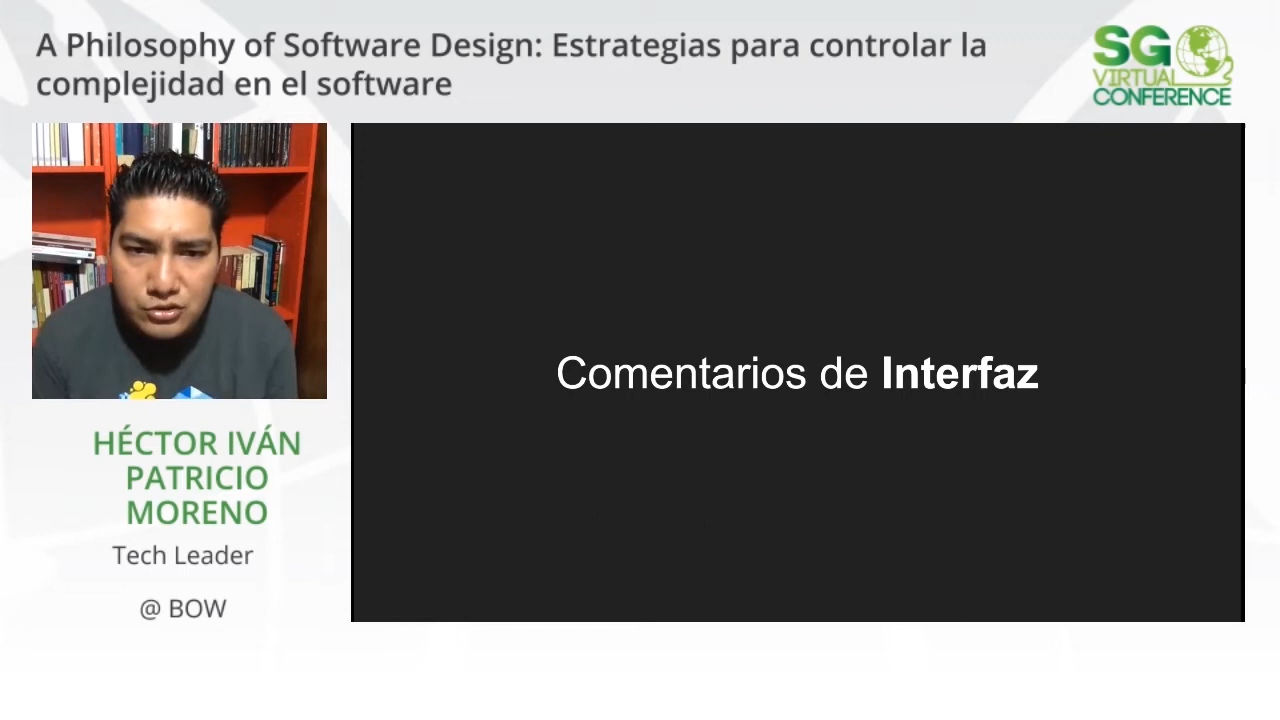 A Philosophy of Software Design: Estrategias para controlar la
complejidad en el software
SG
VIRTUAL
CONFERENCE
Comentarios de Interfaz
HÉCTOR IVÁN
PATRICIO
MORENO
Tech Leader
@ BOW